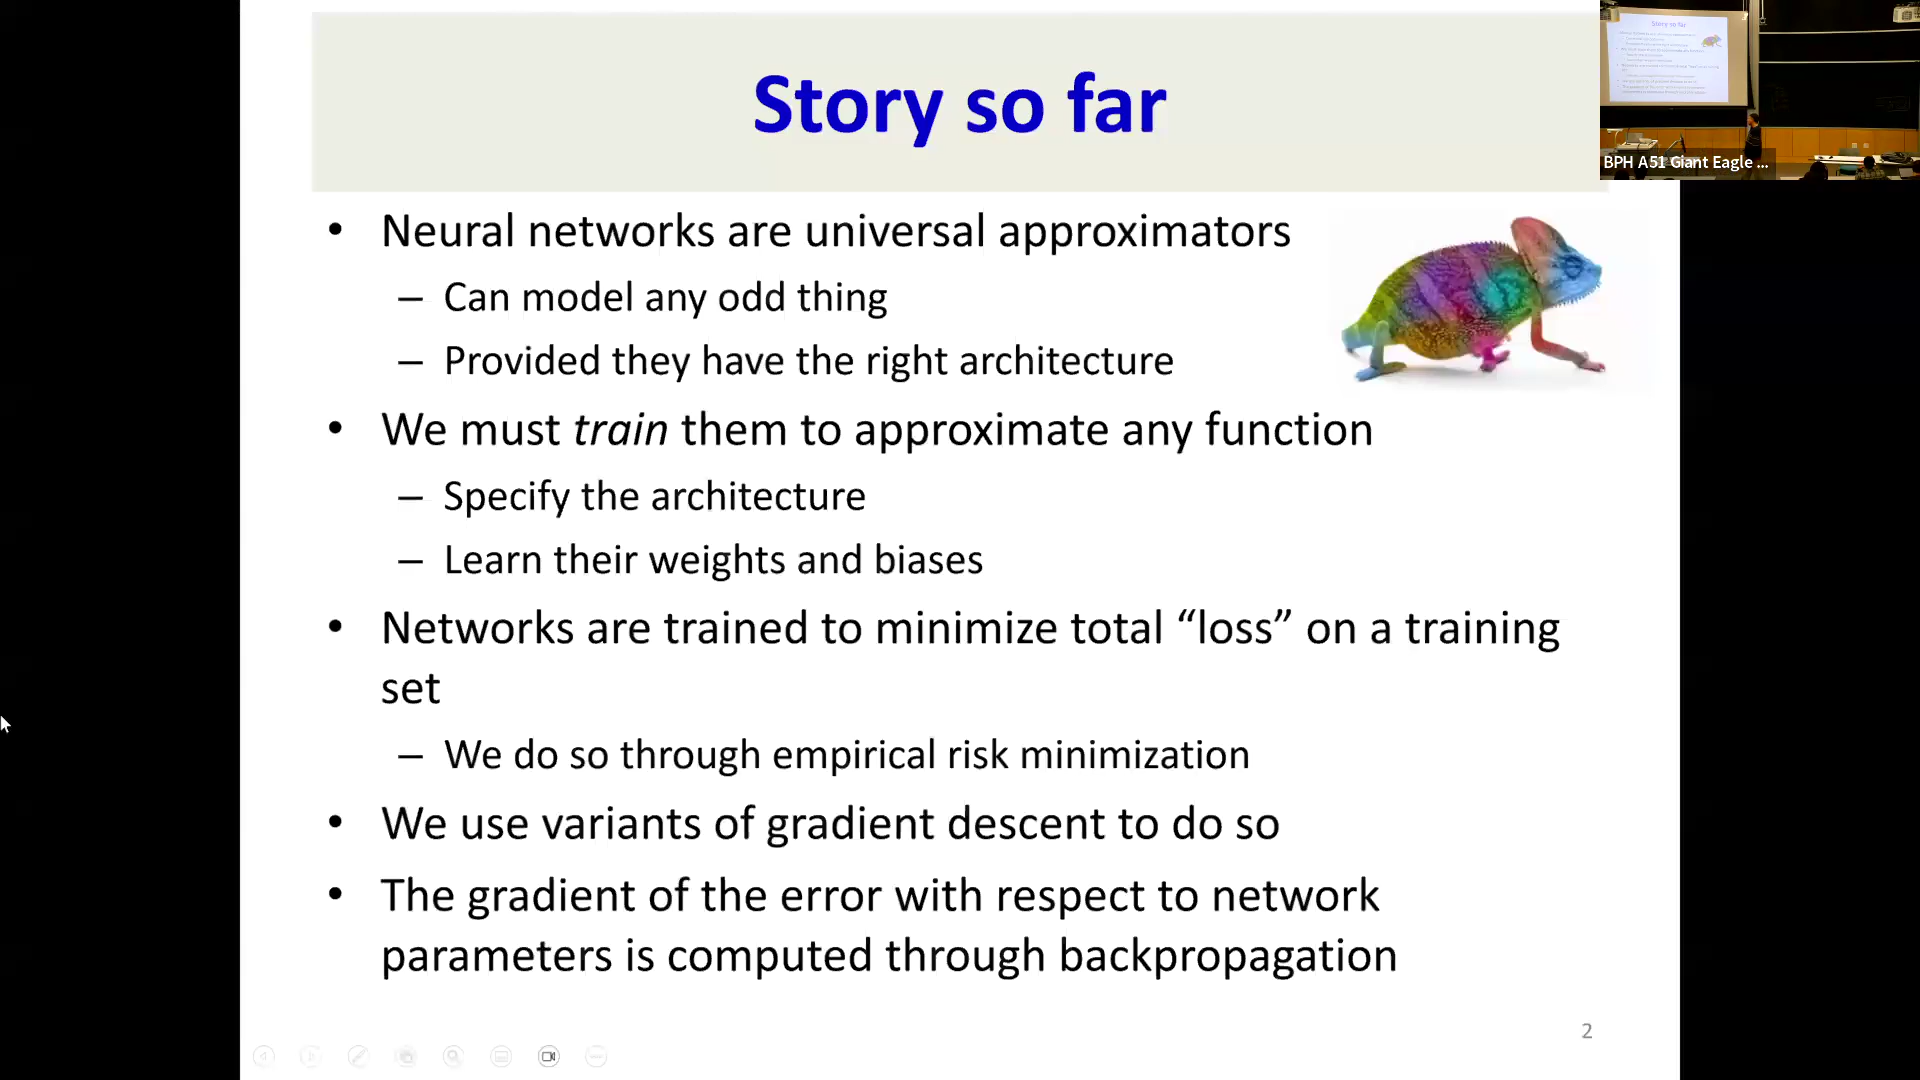 Story so far
BPH A51 Giant Eagle ...
• Neural networks are universal approximators
– Can model any odd thing
– Provided they have the right architecture
• We must train them to approximate any function
– Specify the architecture
– Learn their weights and biases
• Networks are trained to minimize total “loss” on a training
set
– We do so through empirical risk minimization
• We use variants of gradient descent to do so
• The gradient of the error with respect to network
parameters is computed through backpropagation
2